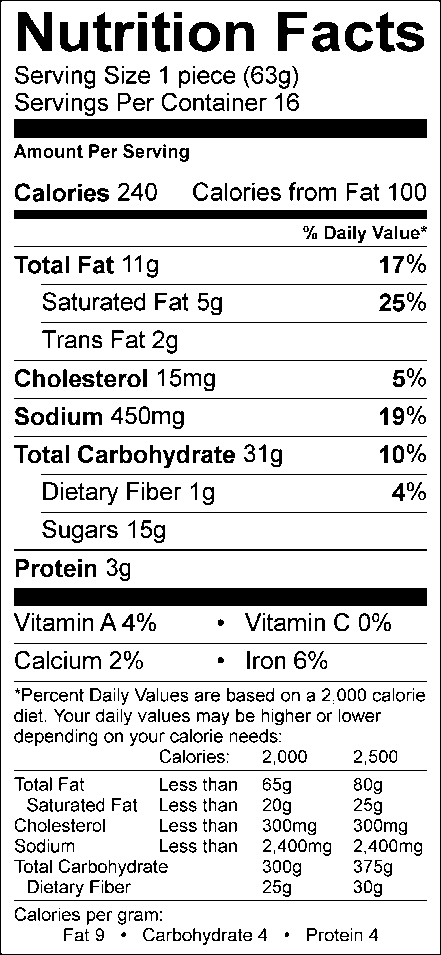 Nutrition Facts
Serving Size 1 piece (63g)
Servings Per Container 16
Amount Per Serving
Calories 240 Calories from Fat 100
% Daily Value*
Total Fat 11g 17%
Saturated Fat 5g 25%
Trans Fat 2g
Cholesterol 15mg 5%
Sodium 450mg 19%
Total Carbohydrate 31g 10%
Dietary Fiber 1g 4%
Sugars 15g
Protein 3g
Vitamin A 4% • Vitamin C 0%
Calcium 2% • Iron 6%
*Percent Daily Values are based on a 2,000 calorie
diet. Your daily values may be higher or lower
depending on your calorie needs:
Calories: 2,000 2,500
Total Fat Less than 65g 80g
Saturated Fat Less than 20g 25g
Cholesterol Less than 300mg 300mg
Sodium Less than 2,400mg 2,400mg
Total Carbohydrate 300g 375g
Dietary Fiber 25g 30g
Calories per gram:
Fat 9 • Carbohydrate 4 • Protein 4